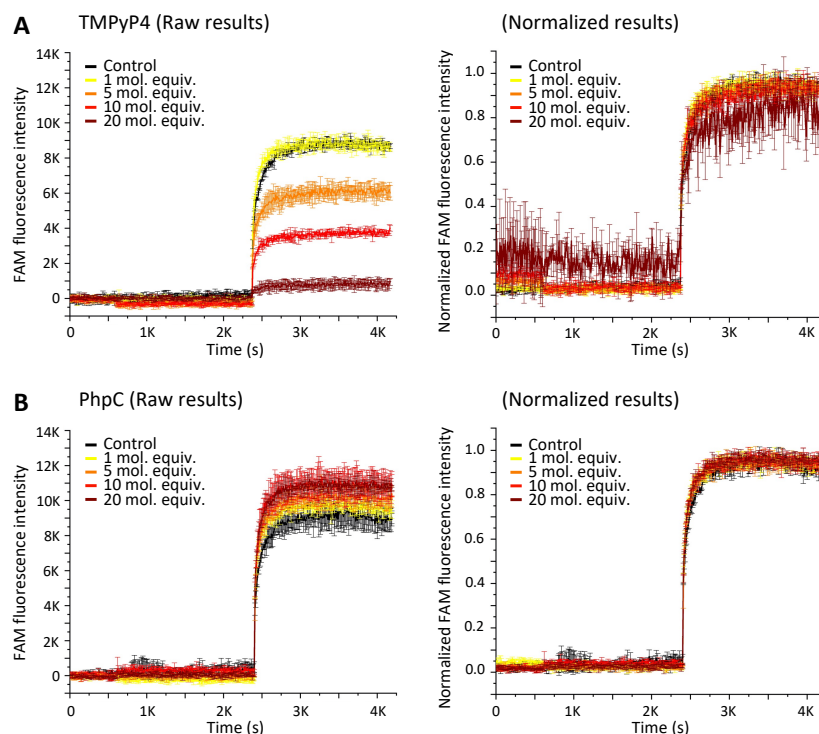 A
TMPyP4 (Raw results)
(Normalized results)
14K
12K
10K
8K
6K
4K
2K
0
FAM fluorescence intensity
Control
1 mol. equiv.
5 mol. equiv.
10 mol. equiv.
20 mol. equiv.
0
1K
2K
3K
4K
Time (s)
1.0
0.8
0.6
0.4
0.2
0.0
Normalized FAM fluorescence intensity
Control
1 mol. equiv.
5 mol. equiv.
10 mol. equiv.
20 mol. equiv.
0
1K
2K
3K
4K
Time (s)
B
PhpC (Raw results)
(Normalized results)
14K
12K
10K
8K
6K
4K
2K
0
FAM fluorescence intensity
Control
1 mol. equiv.
5 mol. equiv.
10 mol. equiv.
20 mol. equiv.
0
1K
2K
3K
4K
Time (s)
1.0
0.8
0.6
0.4
0.2
0.0
Normalized FAM fluorescence intensity
Control
1 mol. equiv.
5 mol. equiv.
10 mol. equiv.
20 mol. equiv.
0
1K
2K
3K
4K
Time (s)